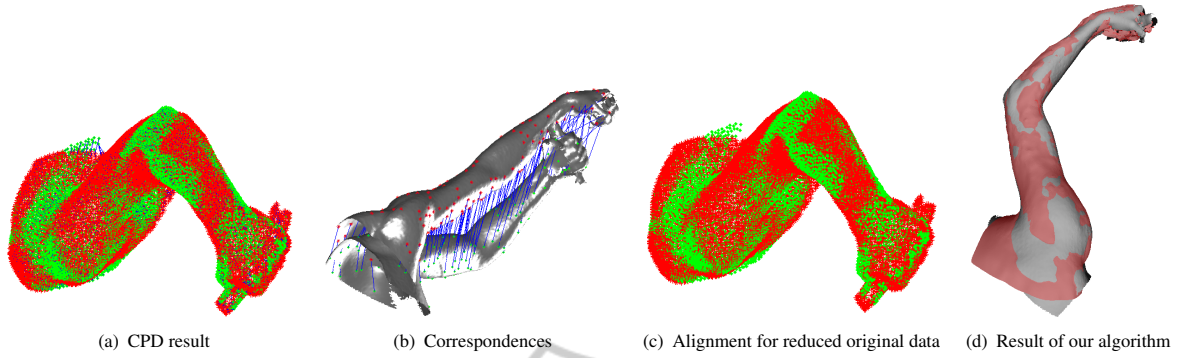 (a) CPD result
(b) Correspondences
(c) Alignment for reduced original data
(d) Result of our algorithm